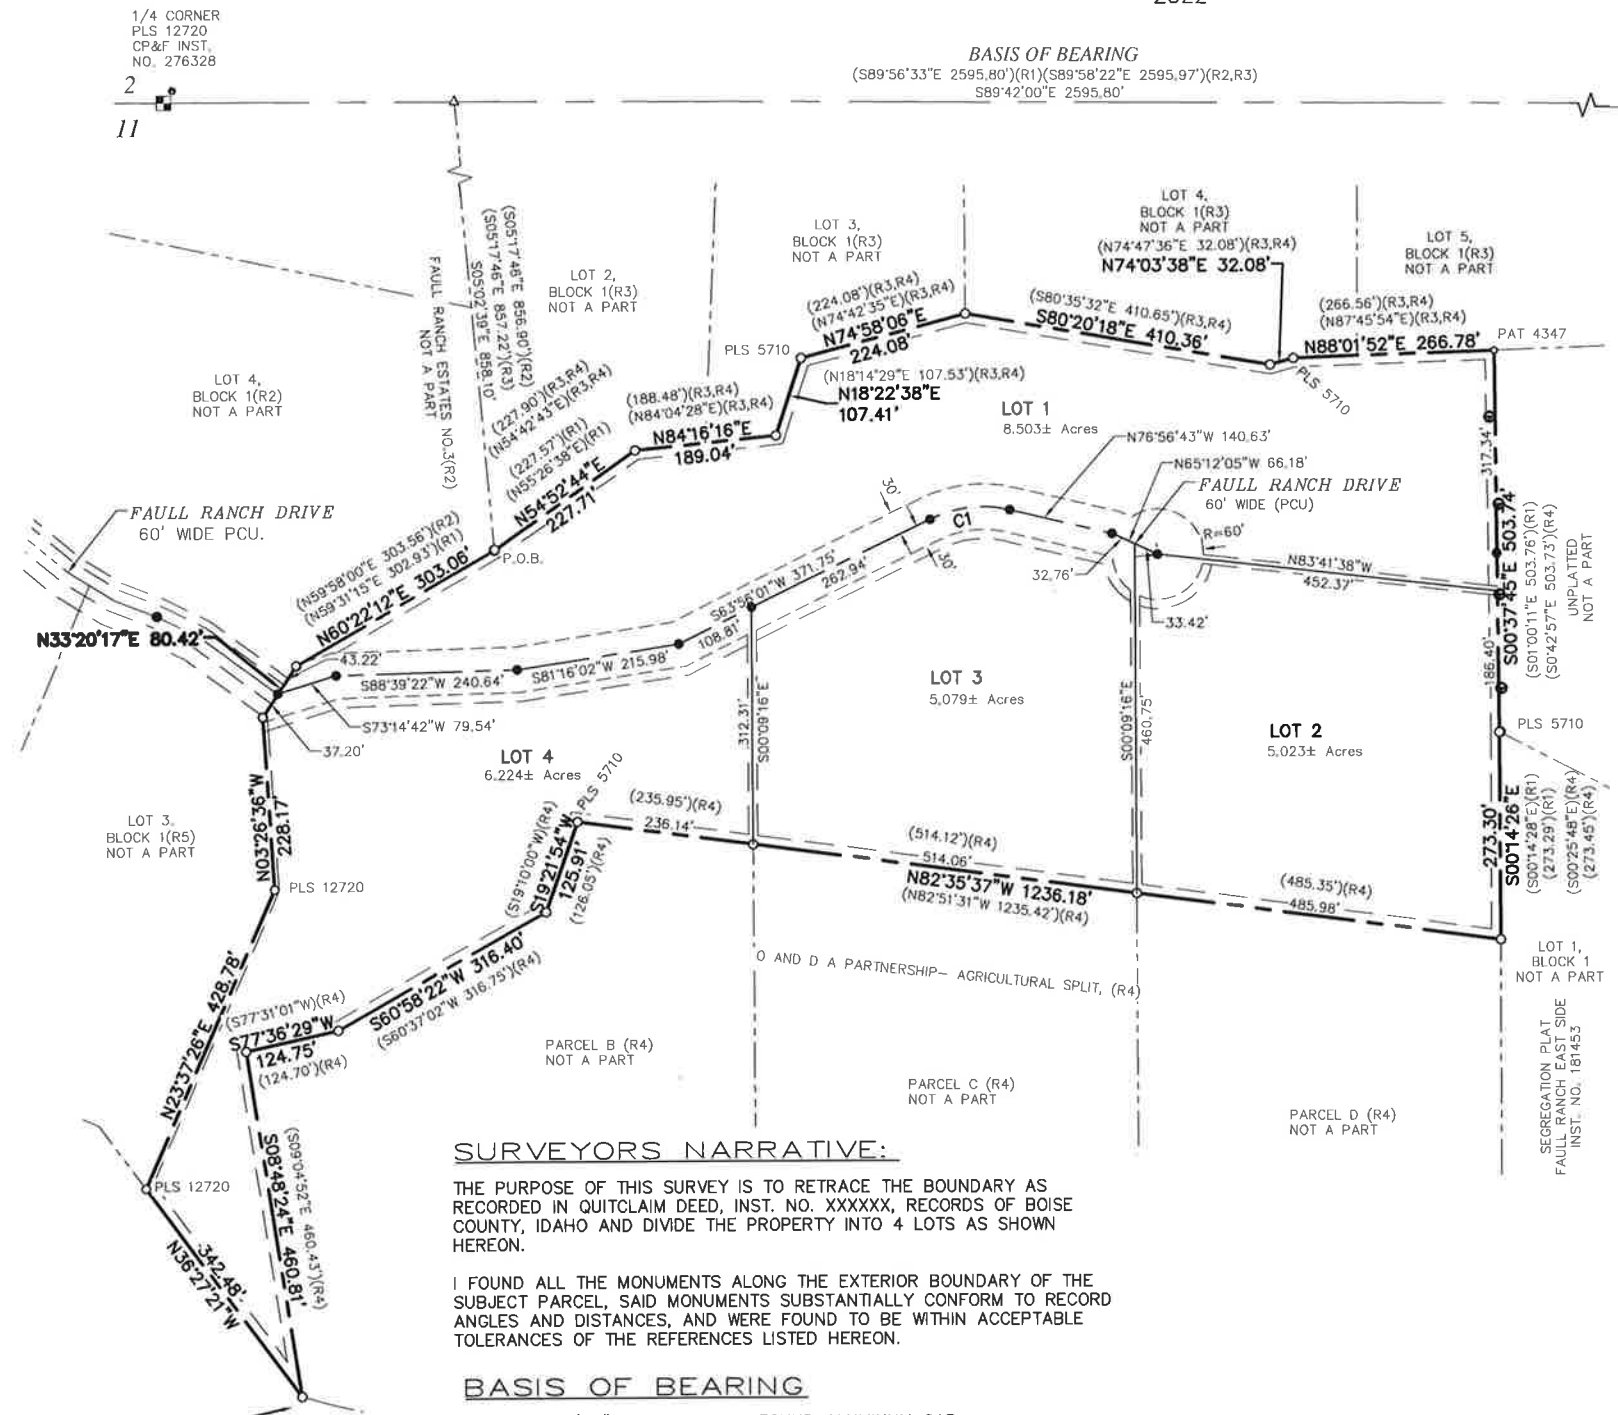 1/4 CORNER
PLS 12720
CP&F INST.
NO. 276328
2
11
BASIS OF BEARING
(S89°56'33"E 2595.80')(R1)(S89°58'22"E 2595.97')(R2,R3)
S89°42'00"E 2595.80'
(S05°17'48"E 856.90')(R2)
(S05°17'46"E 857.22')(R3)
S05°02'39"E 858.10'
FAULL RANCH ESTATES NO.3(R2)
NOT A PART
LOT 2,
BLOCK 1(R3)
NOT A PART
LOT 3,
BLOCK 1(R3)
NOT A PART
LOT 4,
BLOCK 1(R3)
NOT A PART
(N74°47'36"E 32.08')(R3,R4)
N74°03'38"E 32.08'
LOT 5,
BLOCK 1(R3)
NOT A PART
LOT 4,
BLOCK 1(R2)
NOT A PART
(224.08')(R3,R4)
(N74°42'35"E)(R3,R4)
N74°58'06"E
224.08'
PLS 5710
(S80°35'32"E 410.65')(R3,R4)
S80°20'18"E 410.36'
(266.56')(R3,R4)
(N87°45'54"E)(R3,R4)
N88°01'52"E 266.78'
PAT 4347
PLS 5710
(N18°14'29"E 107.53')(R3,R4)
N18°22'38"E
107.41'
(188.48')(R3,R4)
(N84°04'28"E)(R3,R4)
N84°16'16"E
189.04'
(227.90')(R3,R4)
(N54°42'43"E)(R3,R4)
(227.57')(R1)
(N55°26'38"E)(R1)
N54°52'44"E
227.71'
P.O.B.
LOT 1
8.503± Acres
N76°56'43"W 140.63'
N65°12'05"W 66.18'
FAULL RANCH DRIVE
60' WIDE (PCU)
R=60'
30'
C1
30'
32.76'
33.42'
N83°41'38"W
452.37'
317.34'
S00°37'45"E 503.74'
186.40'
(S01°00'11"E 503.76')(R1)
(S0°42'57"E 503.73')(R4)
UNPLATTED
NOT A PART
FAULL RANCH DRIVE
60' WIDE PCU.
(N59°58'00"E 303.56')(R2)
(N59°31'15"E 302.93')(R1)
N60°22'12"E 303.06'
N33°20'17"E 80.42'
43.22'
S88°39'22"W 240.64'
S81°16'02"W 215.98'
S63°56'01"W 371.75'
262.94'
108.81'
S73°14'42"W 79.54'
37.20'
312.31'
S00°09'16"E
LOT 3
5.079± Acres
S00°09'16"E
460.75'
LOT 2
5.023± Acres
PLS 5710
LOT 4
6.224± Acres
PLS 5710
N03°26'36"W
228.17'
PLS 12720
LOT 3,
BLOCK 1(R5)
NOT A PART
(235.95')(R4)
236.14'
(514.12')(R4)
514.06'
N82°35'37"W 1236.18'
(N82°51'31"W 1235.42')(R4)
(485.35')(R4)
485.98'
273.30'
S00°14'26"E
(S00°14'28"E)(R1)
(273.29')(R1)
(S00°25'48"E)(R4)
(273.45')(R4)
(S19°10'00"W)(R4)
S19°21'54"W
125.91'
(126.05')(R4)
S60°58'22"W 316.40'
(S60°37'02"W 316.75')(R4)
(S77°31'01"W)(R4)
S77°36'29"W
124.75'
(124.70')(R4)
N23°37'26"E 428.78'
PLS 12720
(S09°04'52"E 460.43')(R4)
S08°48'24"E 460.81'
342.48'
N36°27'21"W
O AND D A PARTNERSHIP- AGRICULTURAL SPLIT, (R4)
PARCEL B (R4)
NOT A PART
PARCEL C (R4)
NOT A PART
PARCEL D (R4)
NOT A PART
LOT 1,
BLOCK 1
NOT A PART
SEGREGATION PLAT
FAULL RANCH EAST SIDE
INST. NO. 181453
SURVEYORS NARRATIVE:
THE PURPOSE OF THIS SURVEY IS TO RETRACE THE BOUNDARY AS
RECORDED IN QUITCLAIM DEED, INST. NO. XXXXXX, RECORDS OF BOISE
COUNTY, IDAHO AND DIVIDE THE PROPERTY INTO 4 LOTS AS SHOWN
HEREON.
I FOUND ALL THE MONUMENTS ALONG THE EXTERIOR BOUNDARY OF THE
SUBJECT PARCEL, SAID MONUMENTS SUBSTANTIALLY CONFORM TO RECORD
ANGLES AND DISTANCES, AND WERE FOUND TO BE WITHIN ACCEPTABLE
TOLERANCES OF THE REFERENCES LISTED HEREON.
BASIS OF BEARING